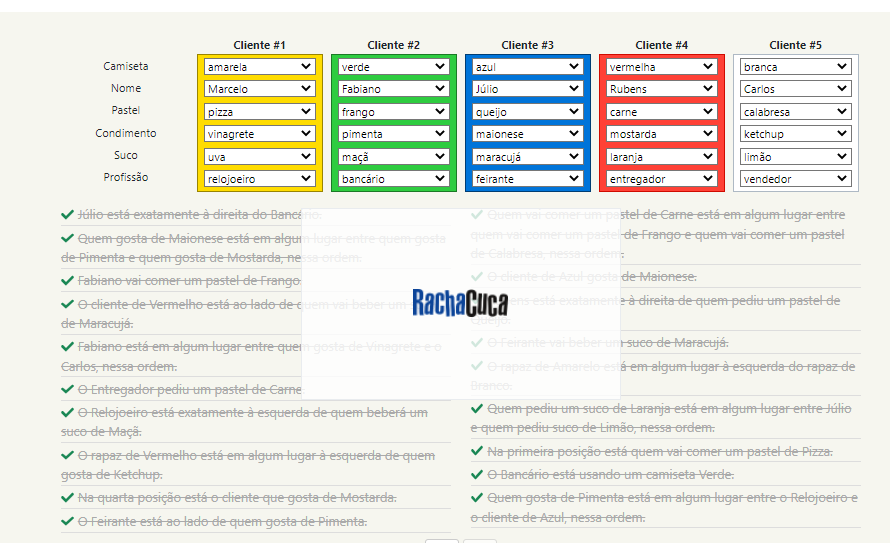 Cliente #1 Cliente #2 Cliente #3 Cliente #4 Cliente #5
Camiseta amarela verde azul vermelha branca
Nome Marcelo Fabiano Júlio Rubens Carlos
Pastel pizza frango queijo carne calabresa
Condimento vinagrete pimenta maionese mostarda ketchup
Suco uva maçã maracujá laranja limão
Profissão relojoeiro bancário feirante entregador vendedor
Júlio está exatamente à direita do Bancário.
Quem gosta de Maionese está em algum lugar entre quem gosta
de Pimenta e quem gosta de Mostarda, nessa ordem.
Fabiano vai comer um pastel de Frango.
O cliente de Vermelho está ao lado de quem vai beber um
de Maracujá.
Fabiano está em algum lugar entre quem gosta de Vinagrete e o
Carlos, nessa ordem.
O Entregador pediu um pastel de Carne
O Relojoeiro está exatamente à esquerda de quem beberá um
suco de Maçã.
O rapaz de Vermelho está em algum lugar à esquerda de quem
gosta de Ketchup.
Na quarta posição está o cliente que gosta de Mostarda.
O Feirante está ao lado de quem gosta de Pimenta.
Quem vai comer um pastel de Carne está em algum lugar entre
quem vai comer um pastel de Frango e quem vai comer um pastel
de Calabresa, nessa ordem.
O cliente de Azul gosta de Maionese.
está exatamente à direita de quem pediu um pastel de
Queijo.
O Feirante vai beber um suco de Maracujá.
O rapaz de Amarelo está em algum lugar à esquerda do rapaz de
Branco.
Quem pediu um suco de Laranja está em algum lugar entre Júlio
e quem pediu suco de Limão, nessa ordem.
Na primeira posição está quem vai comer um pastel de Pizza.
O Bancário está usando um camiseta Verde.
Quem gosta de Pimenta está em algum lugar entre o Relojoeiro e
o cliente de Azul, nessa ordem.
RachaCuca